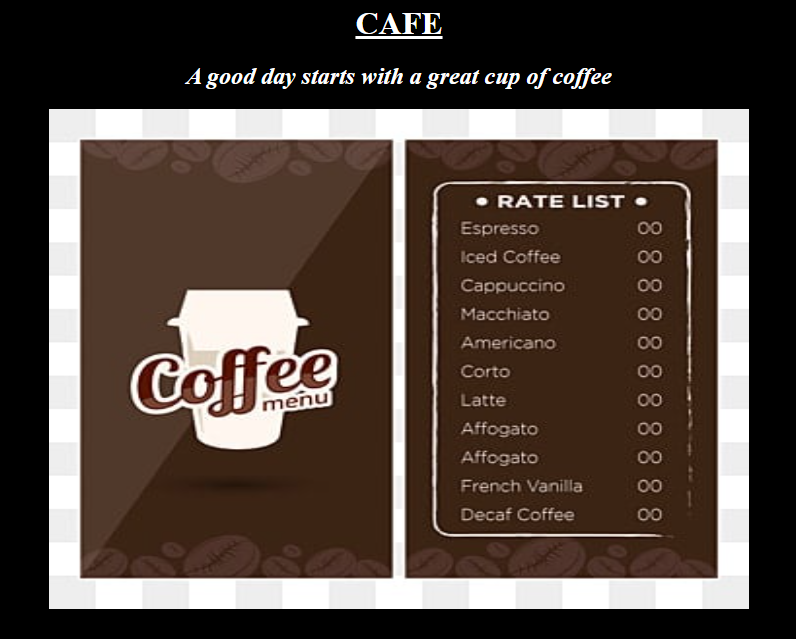 CAFE
A good day starts with a great cup of coffee
Coffee
menu
• RATE LIST •
Espresso 00
Iced Coffee 00
Cappuccino 00
Macchiato 00
Americano 00
Corto 00
Latte 00
Affogato 00
Affogato 00
French Vanilla 00
Decaf Coffee 00